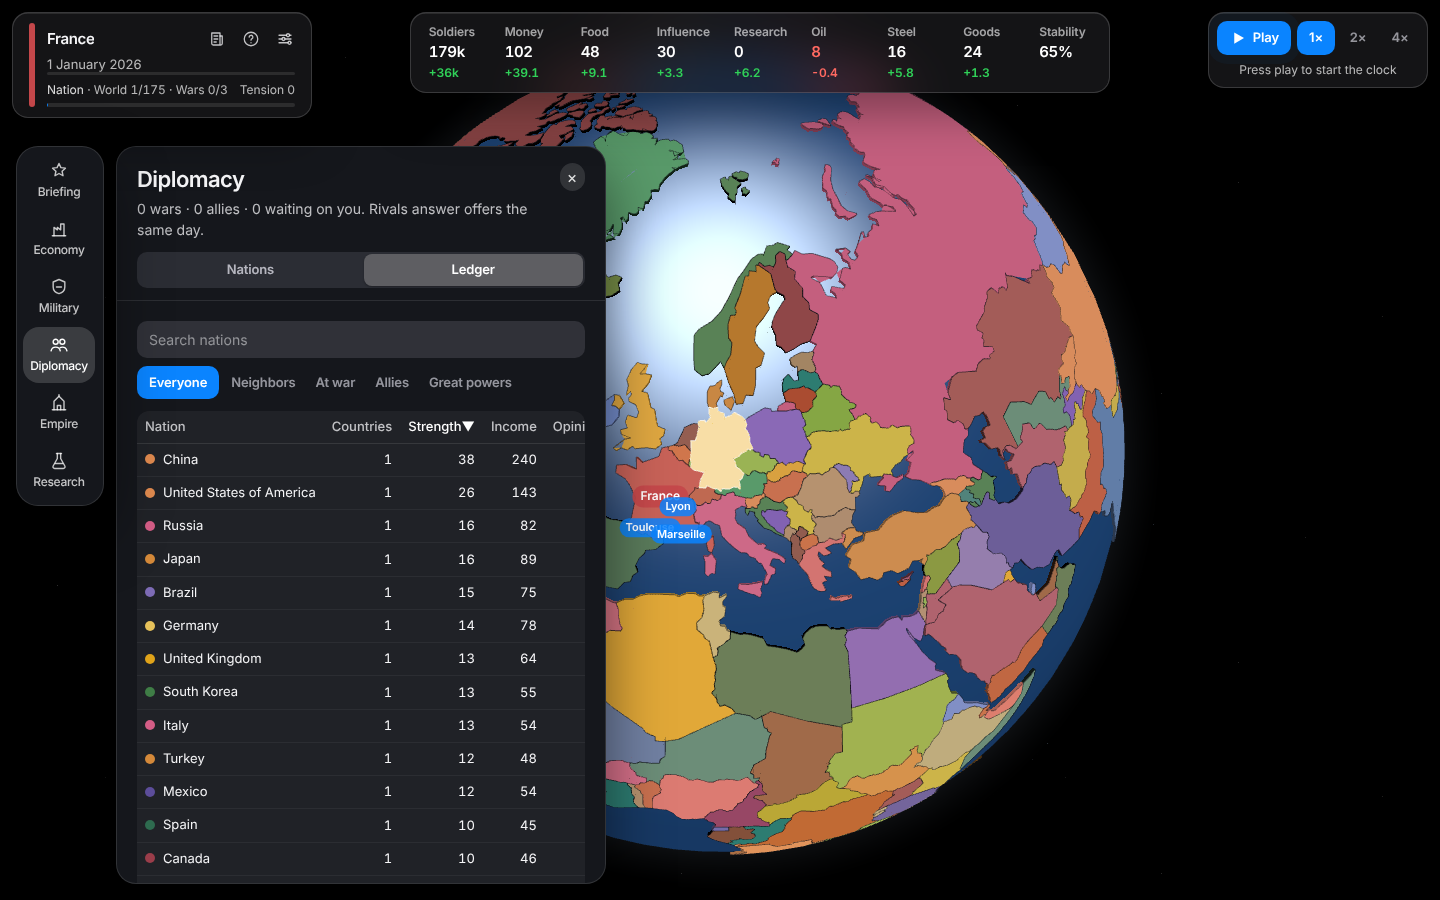 France
1 January 2026
Nation · World 1/175 · Wars 0/3 Tension 0
Soldiers Money Food Influence Research Oil Steel Goods Stability
179k 102 48 30 0 8 16 24 65%
+36k +39.1 +9.1 +3.3 +6.2 -0.4 +5.8 +1.3
Play 1× 2× 4×
Press play to start the clock
Briefing
Economy
Military
Diplomacy
Empire
Research
Diplomacy
0 wars · 0 allies · 0 waiting on you. Rivals answer offers the
same day.
Nations Ledger
Search nations
Everyone Neighbors At war Allies Great powers
Nation Countries Strength▼ Income Opini
China 1 38 240
United States of America 1 26 143
Russia 1 16 82
Japan 1 16 89
Brazil 1 15 75
Germany 1 14 78
United Kingdom 1 13 64
South Korea 1 13 55
Italy 1 13 54
Turkey 1 12 48
Mexico 1 12 54
Spain 1 10 45
Canada 1 10 46
France
Lyon
Marseille